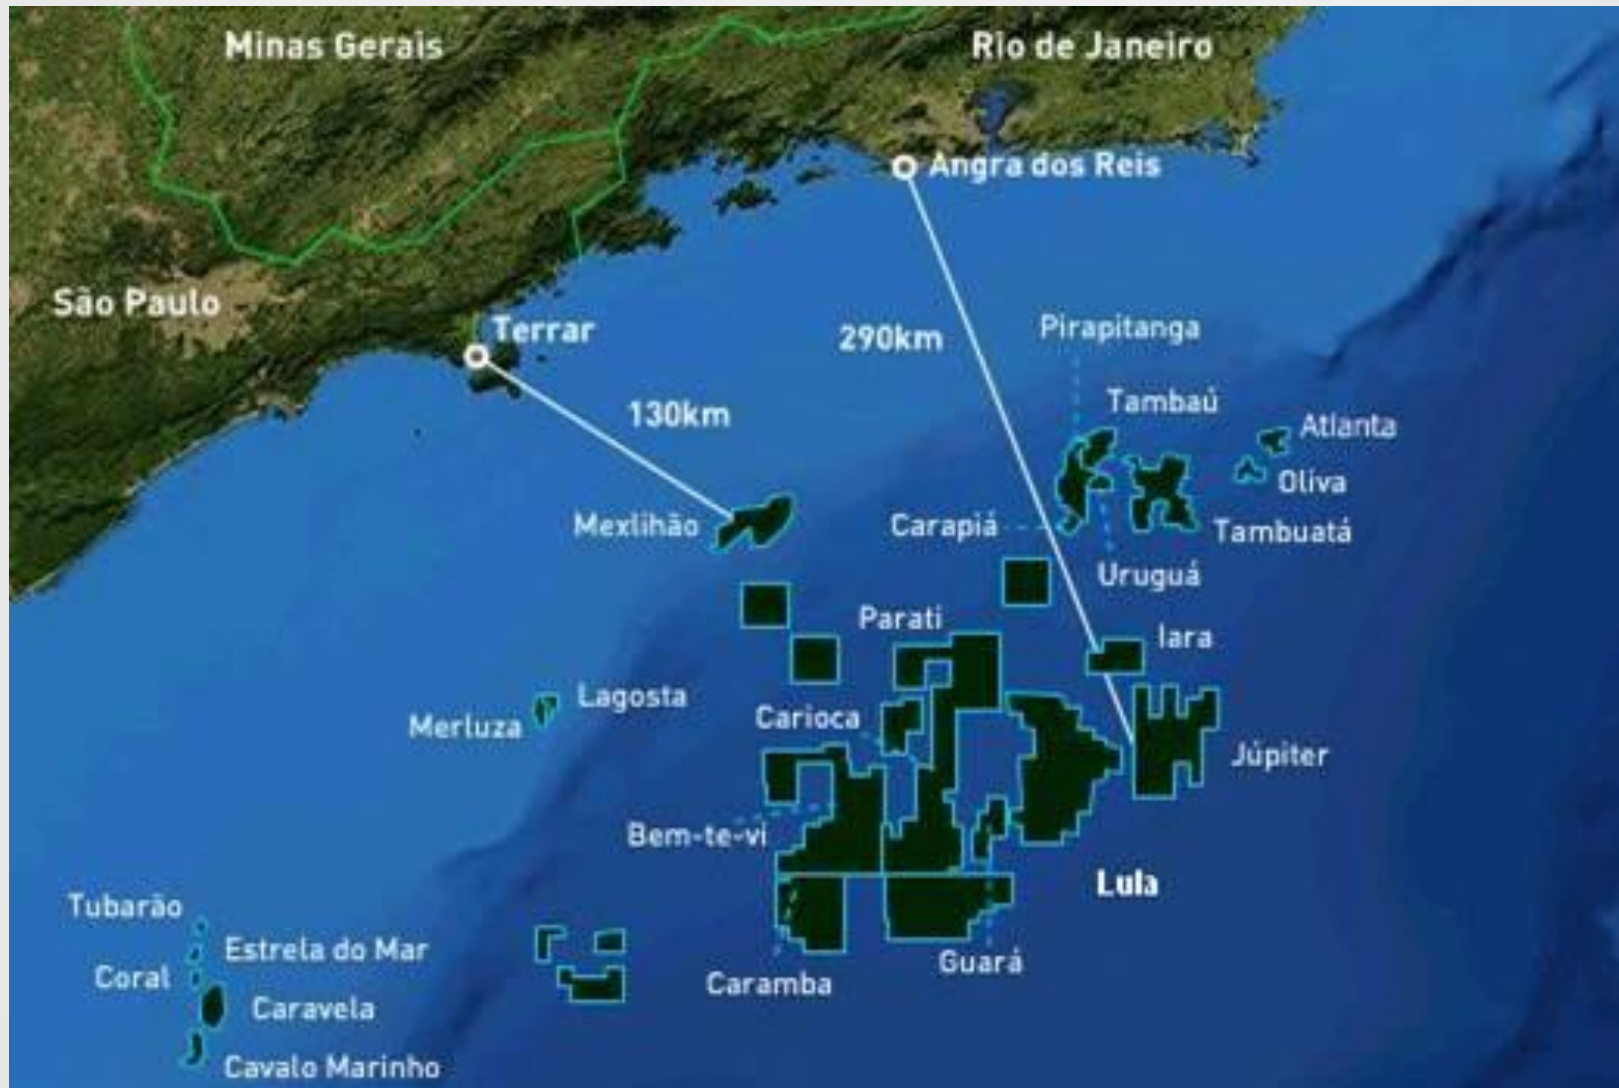 Minas Gerais
Rio de Janeiro
Angra dos Reis
São Paulo
Terrar
290km
Pirapitanga
130km
Tambaú
Atlanta
Oliva
Mexlihão
Carapiá
Tambuatá
Uruguá
Parati
Iara
Lagosta
Merluza
Carioca
Júpiter
Bem-te-vi
Lula
Tubarão
Estrela do Mar
Guará
Coral
Caramba
Caravela
Cavalo Marinho